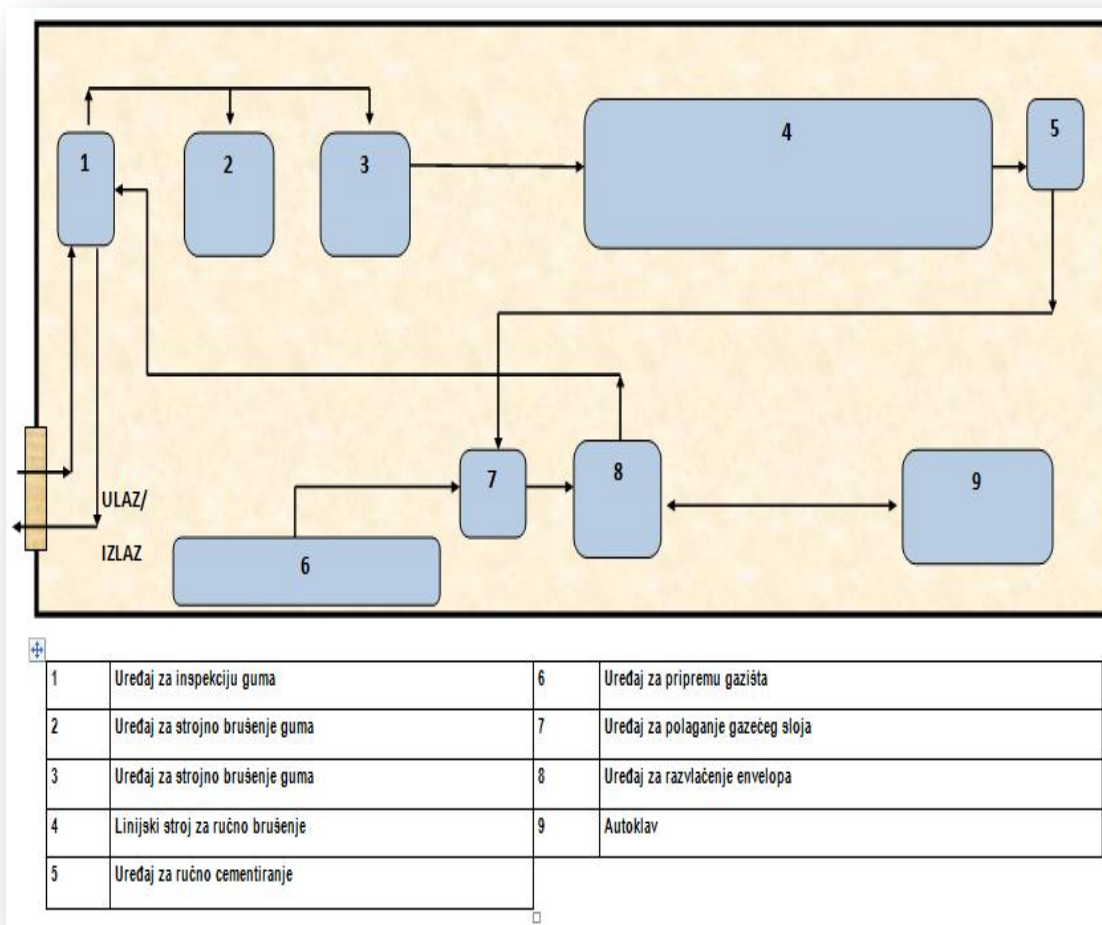 1
2
3
4
5
ULAZ/
IZLAZ
6
7
8
9
1 Uređaj za inspekciju guma 6 Uređaj za pripremu gazišta
2 Uređaj za strojno brušenje guma 7 Uređaj za polaganje gazećeg sloja
3 Uređaj za strojno brušenje guma 8 Uređaj za razvlačenje envelopa
4 Linijski stroj za ručno brušenje 9 Autoklav
5 Uređaj za ručno cementiranje